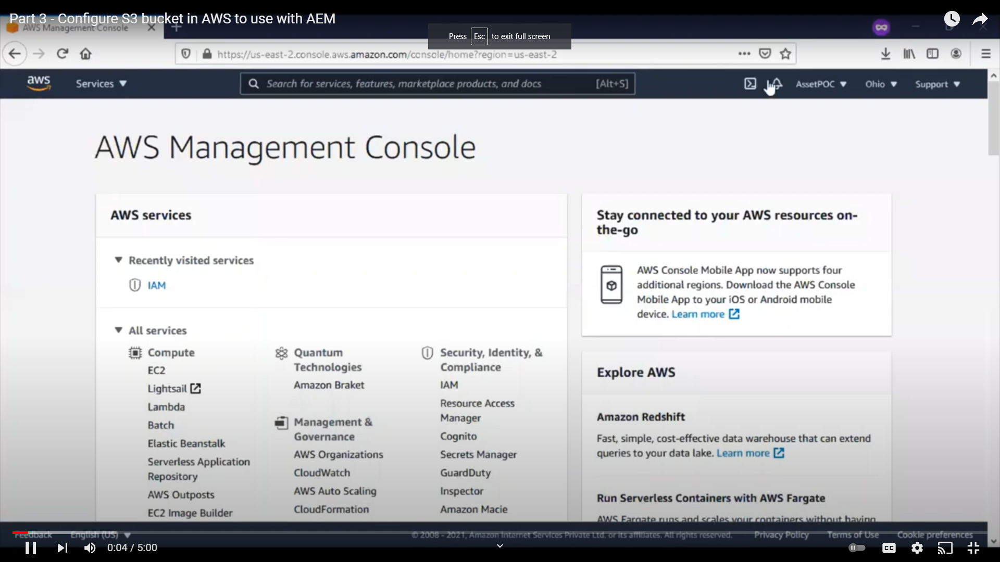 Part 3 - Configure S3 bucket in AWS to use with AEM
AWS Management Console
Press Esc to exit full screen
https://us-east-2.console.aws.amazon.com/console/home?region=us-east-2
aws
Services
Search for services, features, marketplace products, and docs
[Alt+S]
AssetPOC
Ohio
Support
AWS Management Console
AWS services
Recently visited services
IAM
All services
Compute
EC2
Lightsail
Lambda
Batch
Elastic Beanstalk
Serverless Application
Repository
AWS Outposts
EC2 Image Builder
Quantum
Technologies
Amazon Braket
Management &
Governance
AWS Organizations
CloudWatch
AWS Auto Scaling
CloudFormation
Security, Identity, &
Compliance
IAM
Resource Access
Manager
Cognito
Secrets Manager
GuardDuty
Inspector
Amazon Macie
Stay connected to your AWS resources on-
the-go
AWS Console Mobile App now supports four
additional regions. Download the AWS Console
Mobile App to your iOS or Android mobile
device. Learn more
Explore AWS
Amazon Redshift
Fast, simple, cost-effective data warehouse that can extend
queries to your data lake. Learn more
Run Serverless Containers with AWS Fargate
AWS Fargate runs and scales your containers without having
Feedback
English (US)
© 2008 - 2021, Amazon Internet Services Private Ltd. or its affiliates. All rights reserved.
Privacy Policy
Terms of Use
Cookie preferences
0:04 / 5:00
CC